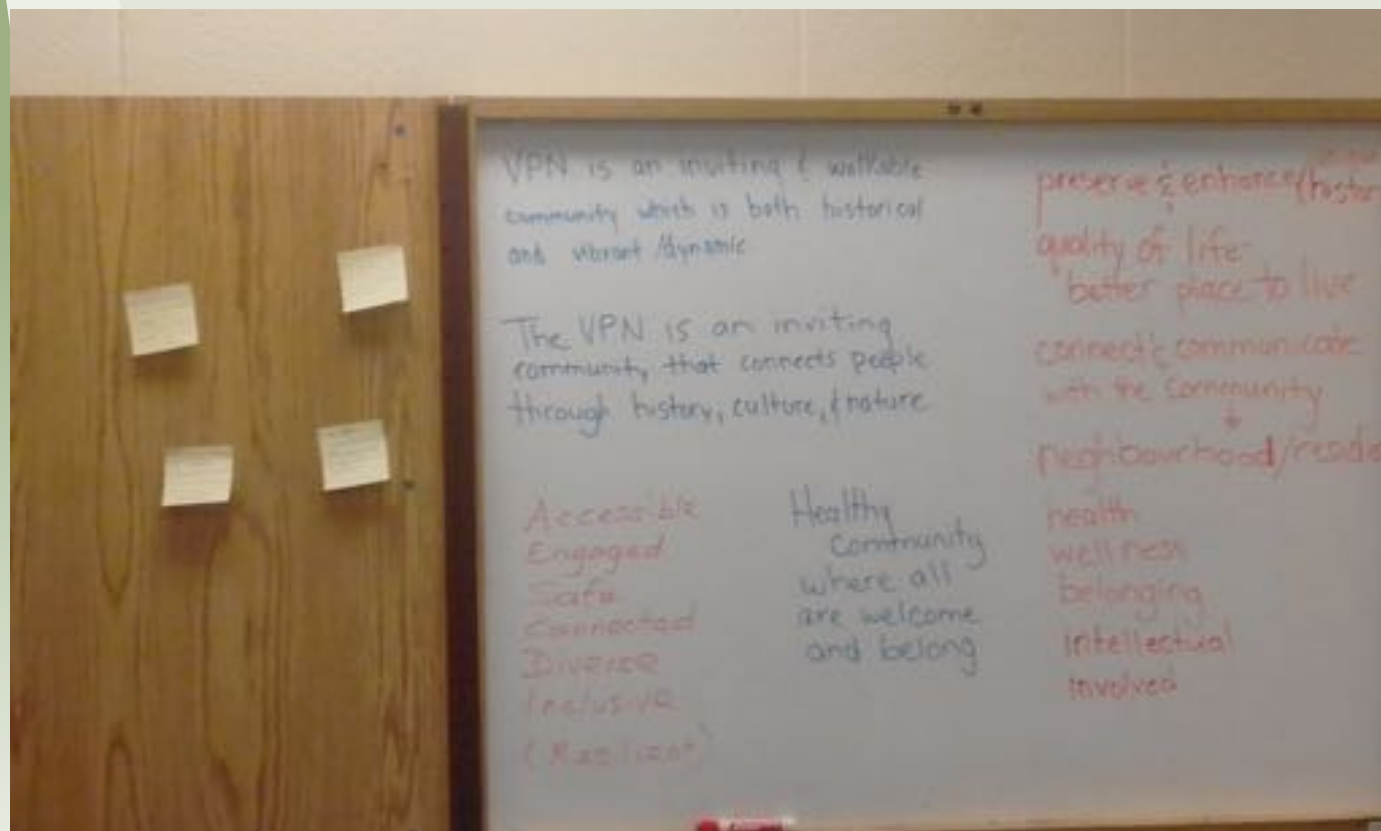 VPN is an inviting & walkable
community which is both historical
and vibrant /dynamic
The VPN is an inviting
community that connects people
through history, culture, & nature
Accessible
Engaged
Safe
Connected
Diverse
Inclusive
(Resilient)
Healthy
Community
where all
are welcome
and belong
preserve & enhance
quality of life
better place to live
connect & communicate
with the community
neighbourhood/
health
wellness
belonging
intellectual
involved